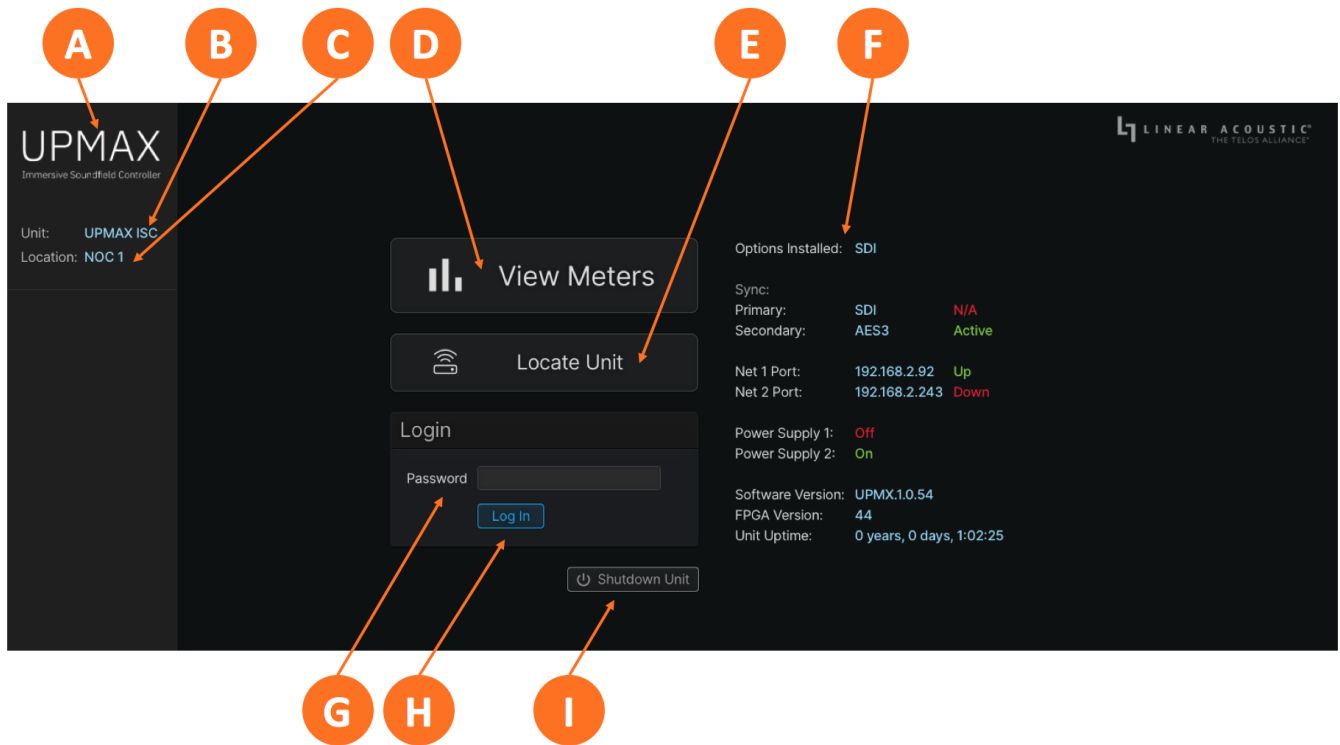 A B C D E F
UPMAX
Immersive Soundfield Controller
LINEAR ACOUSTIC®
THE TELOS ALLIANCE™
Unit: UPMAX ISC
Location: NOC 1
View Meters
Locate Unit
Login
Password
Log In
Shutdown Unit
Options Installed: SDI
Sync:
Primary: SDI N/A
Secondary: AES3 Active
Net 1 Port: 192.168.2.92 Up
Net 2 Port: 192.168.2.243 Down
Power Supply 1: Off
Power Supply 2: On
Software Version: UPMX.1.0.54
FPGA Version: 44
Unit Uptime: 0 years, 0 days, 1:02:25
G H I